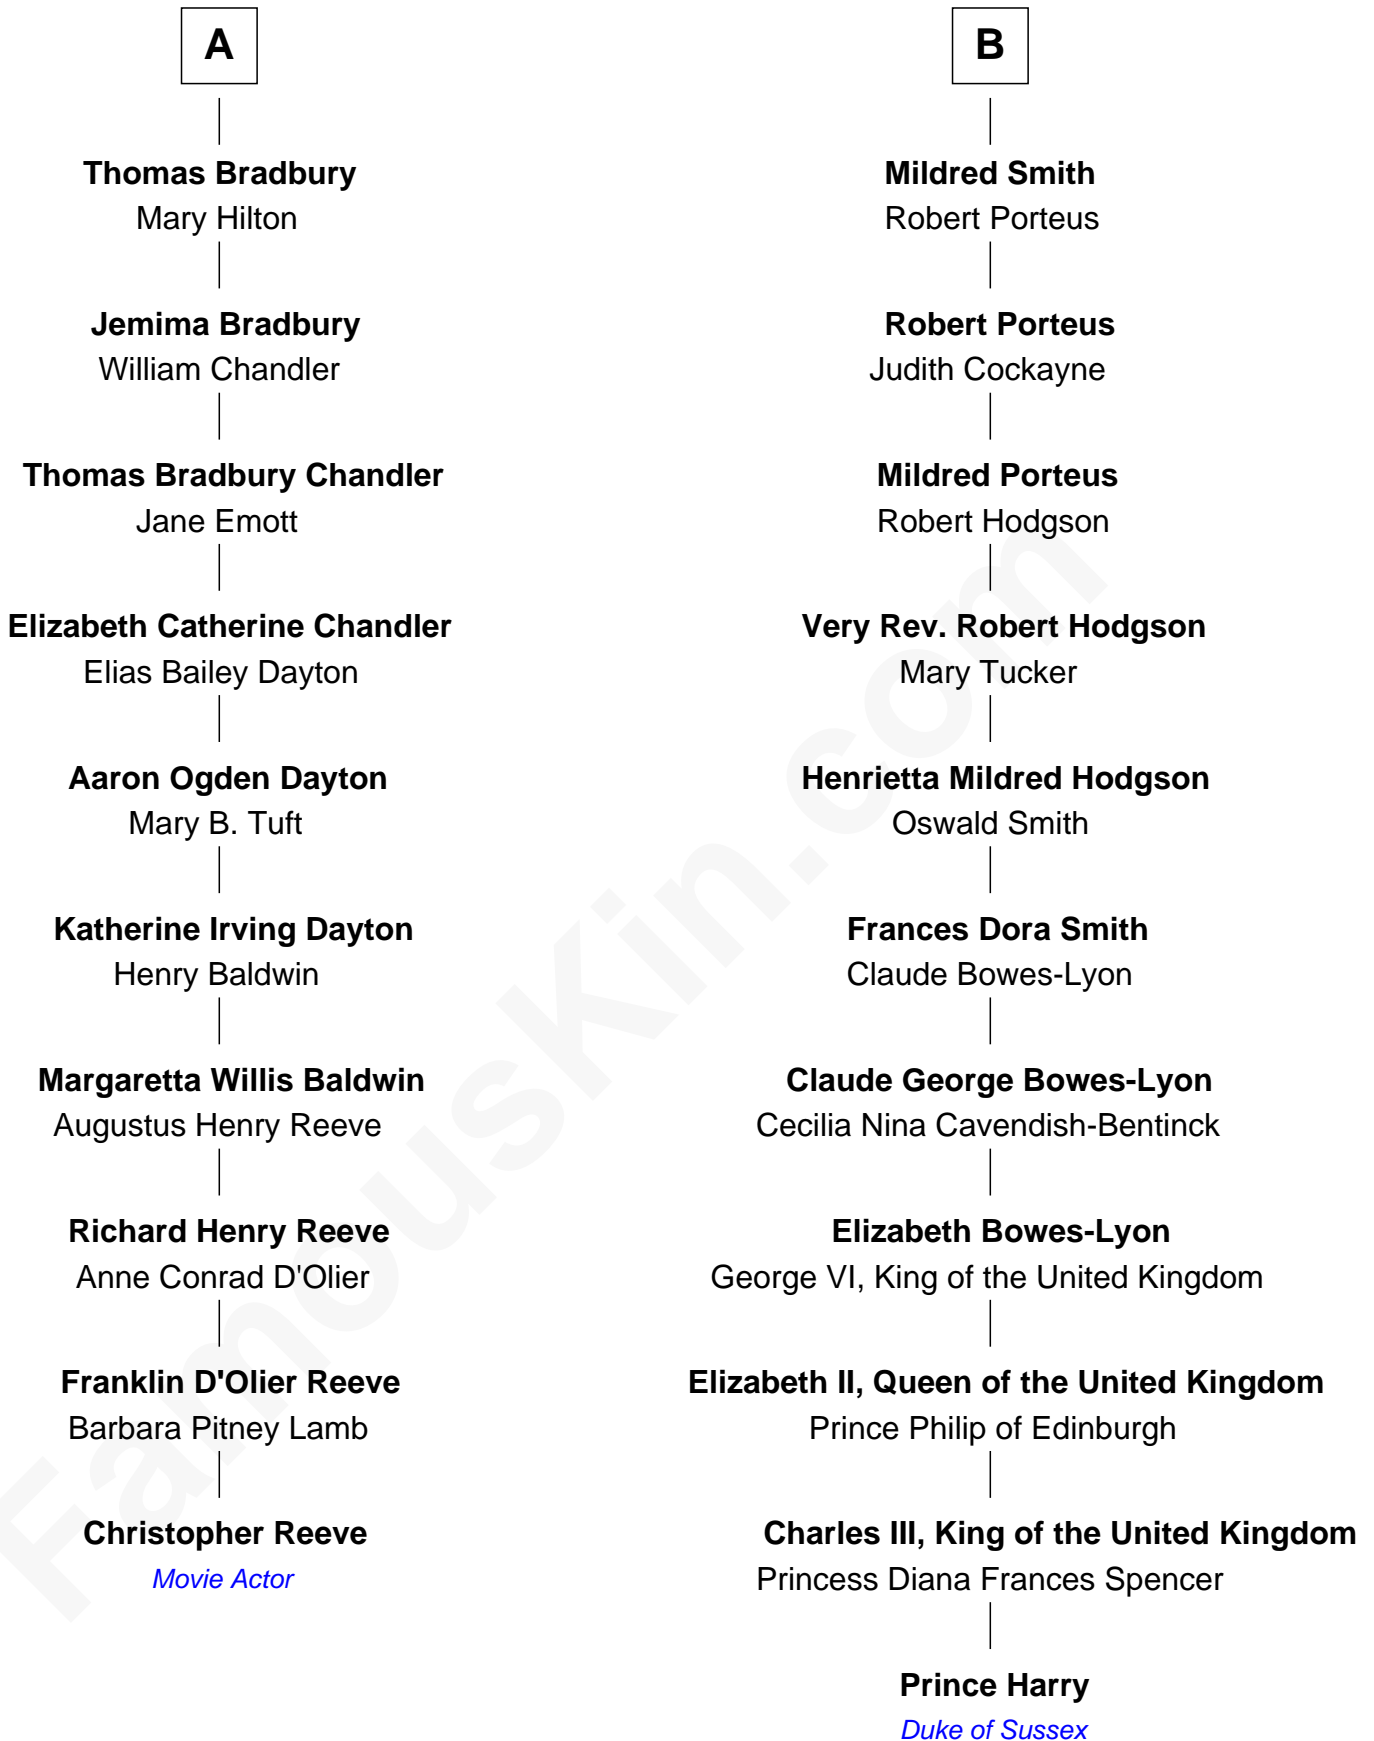 A
Thomas Bradbury
Mary Hilton
Jemima Bradbury
William Chandler
Thomas Bradbury Chandler
Jane Emott
Elizabeth Catherine Chandler
Elias Bailey Dayton
Aaron Ogden Dayton
Mary B. Tuft
Katherine Irving Dayton
Henry Baldwin
Margaretta Willis Baldwin
Augustus Henry Reeve
Richard Henry Reeve
Anne Conrad D'Olier
Franklin D'Olier Reeve
Barbara Pitney Lamb
Christopher Reeve
Movie Actor
B
Mildred Smith
Robert Porteus
Robert Porteus
Judith Cockayne
Mildred Porteus
Robert Hodgson
Very Rev. Robert Hodgson
Mary Tucker
Henrietta Mildred Hodgson
Oswald Smith
Frances Dora Smith
Claude Bowes-Lyon
Claude George Bowes-Lyon
Cecilia Nina Cavendish-Bentinck
Elizabeth Bowes-Lyon
George VI, King of the United Kingdom
Elizabeth II, Queen of the United Kingdom
Prince Philip of Edinburgh
Charles III, King of the United Kingdom
Princess Diana Frances Spencer
Prince Harry
Duke of Sussex
FamousKin.com